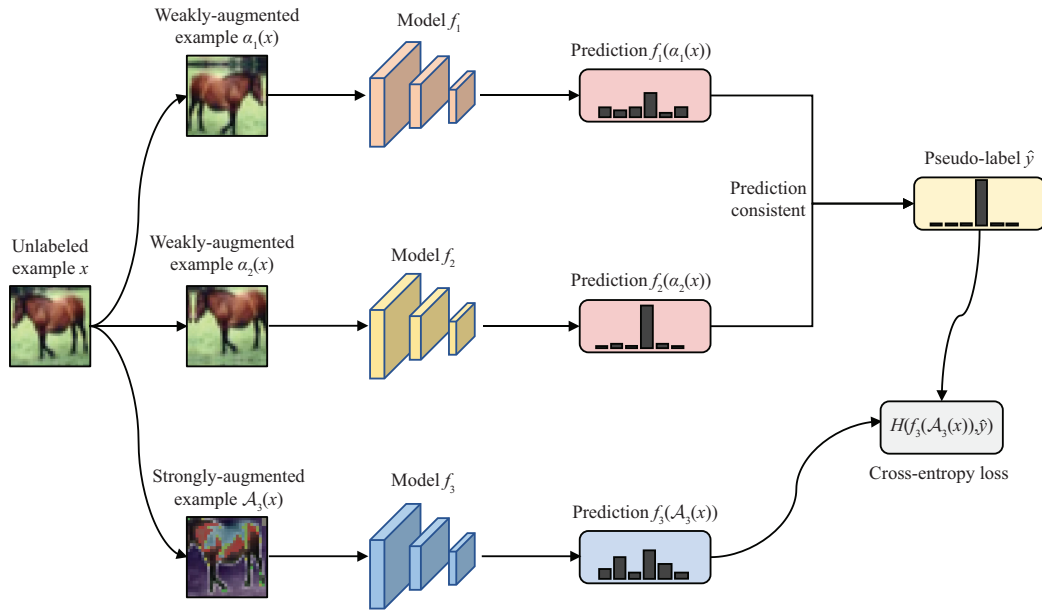 Weakly-augmented
example α₁(x)
Model f₁
Prediction f₁(α₁(x))
Pseudo-label ŷ
Prediction
consistent
Unlabeled
example x
Weakly-augmented
example α₂(x)
Model f₂
Prediction f₂(α₂(x))
H(f₃(𝒜₃(x)),ŷ)
Cross-entropy loss
Strongly-augmented
example 𝒜₃(x)
Model f₃
Prediction f₃(𝒜₃(x))